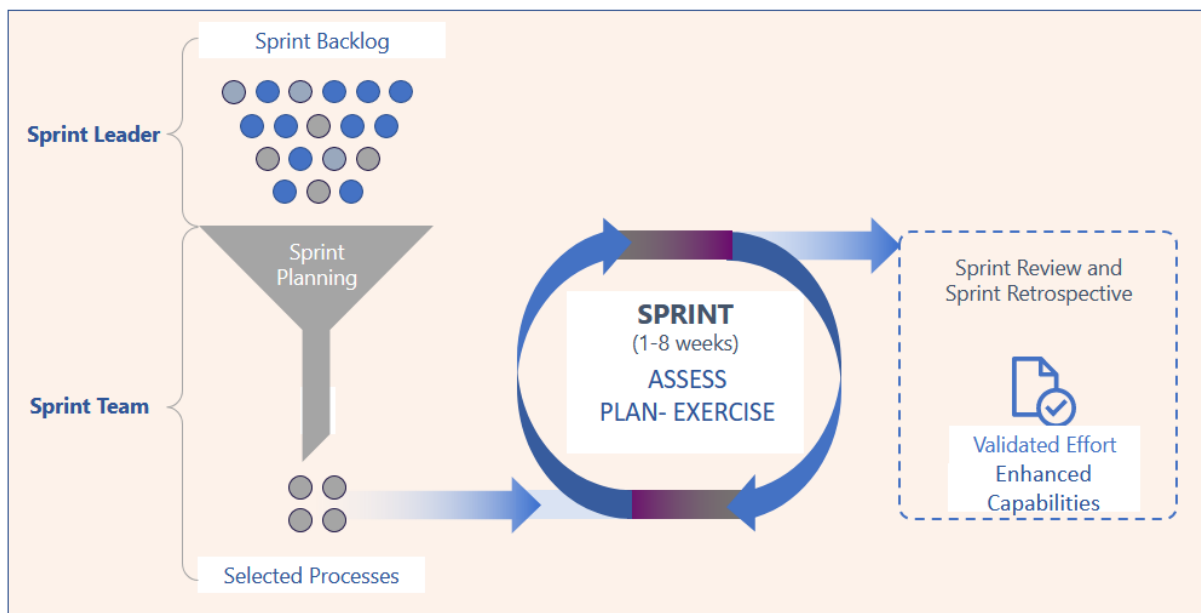 Sprint Backlog
Sprint Leader
Sprint
Planning
Sprint Team
Selected Processes
SPRINT
(1-8 weeks)
ASSESS
PLAN- EXERCISE
Sprint Review and
Sprint Retrospective
Validated Effort
Enhanced
Capabilities